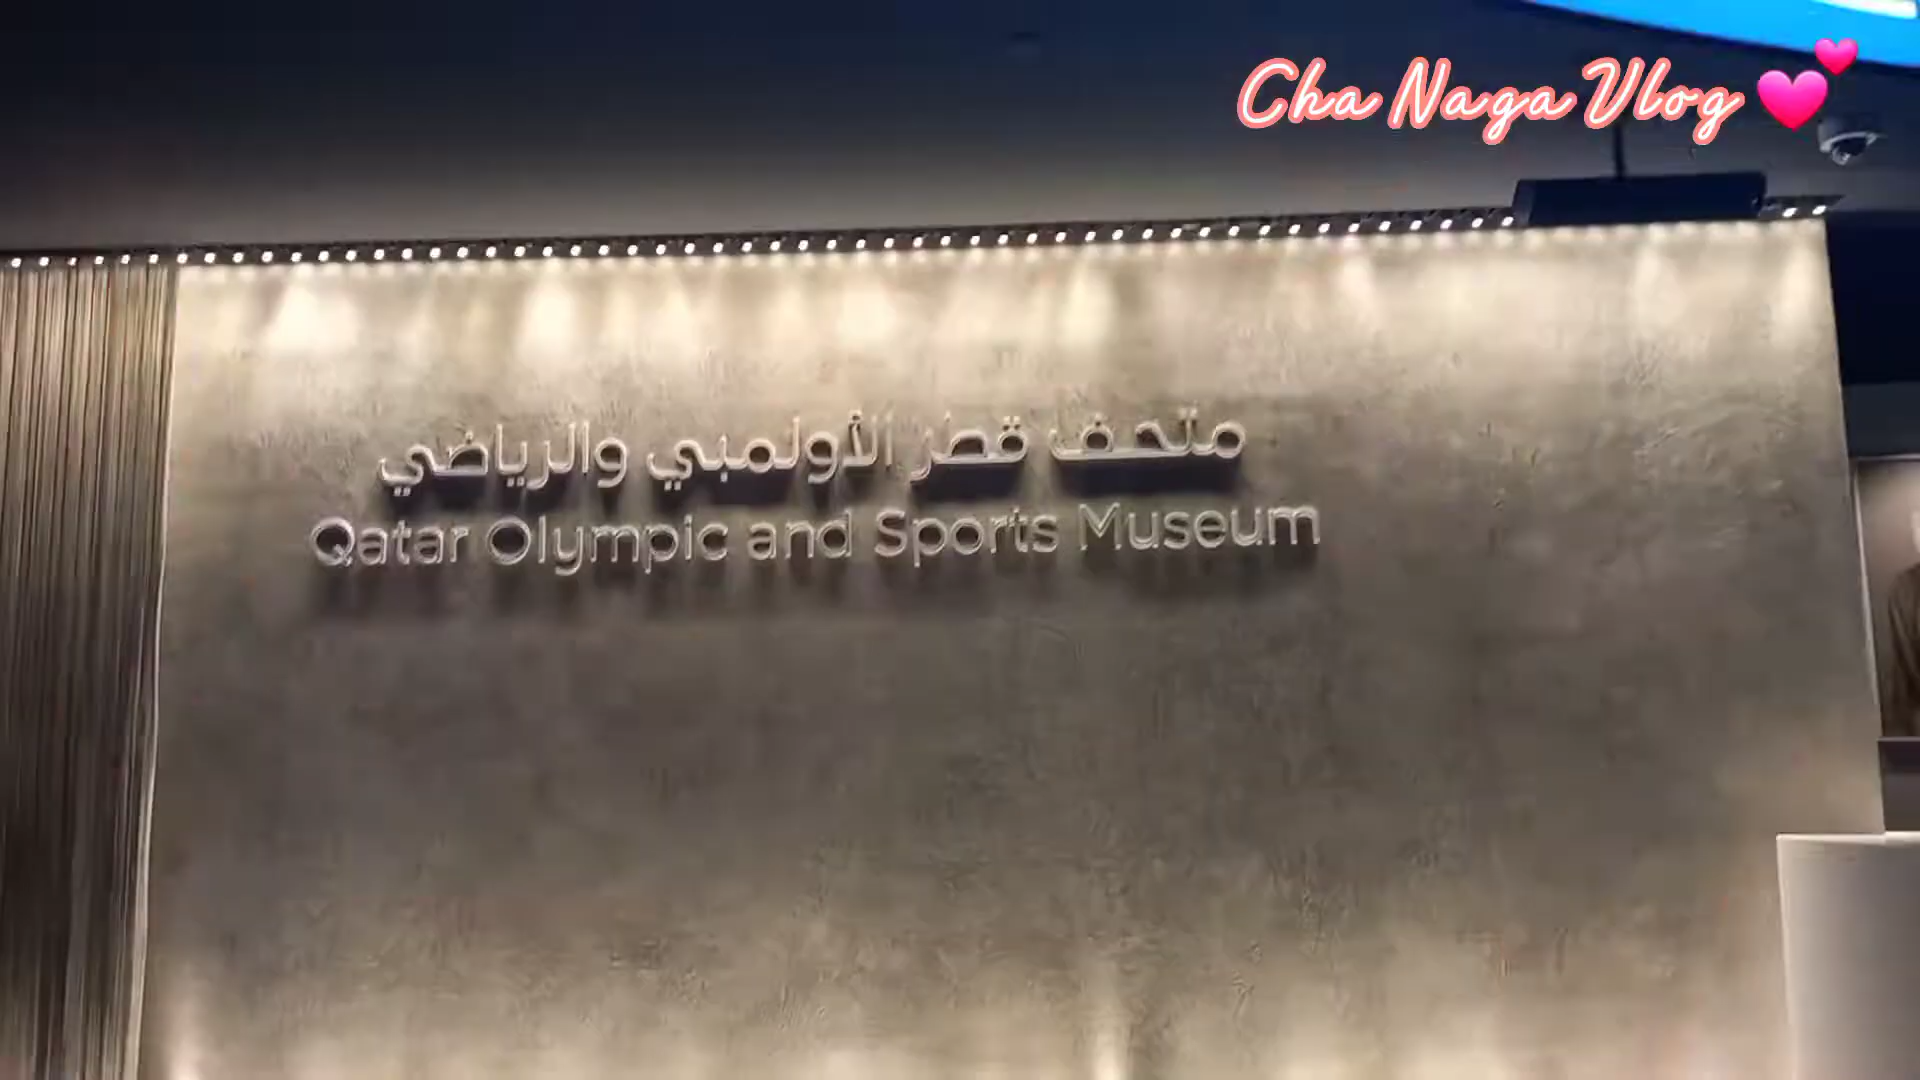 Cha Naga Vlog 💕
متحف قطر الأولمبي والرياضي
Qatar Olympic and Sports Museum